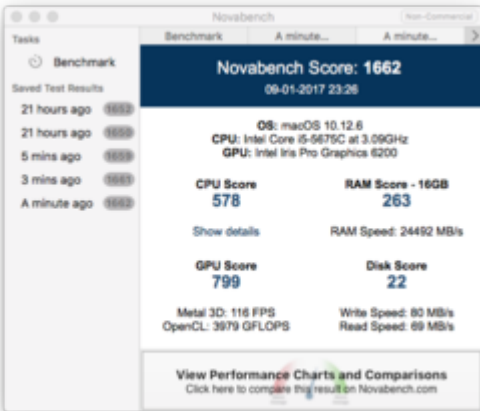 Novabench
Non-Commercial
Tasks
Benchmark
Saved Test Results
21 hours ago 1652
21 hours ago 1650
5 mins ago 1659
3 mins ago 1661
A minute ago 1662
Benchmark A minute... A minute...
Novabench Score: 1662
09-01-2017 23:26
OS: macOS 10.12.6
CPU: Intel Core i5-5675C at 3.09GHz
GPU: Intel Iris Pro Graphics 6200
CPU Score
578
Show details
RAM Score - 16GB
263
RAM Speed: 24492 MB/s
GPU Score
799
Metal 3D: 116 FPS
OpenCL: 3979 GFLOPS
Disk Score
22
Write Speed: 80 MB/s
Read Speed: 69 MB/s
View Performance Charts and Comparisons
Click here to compare this result on Novabench.com